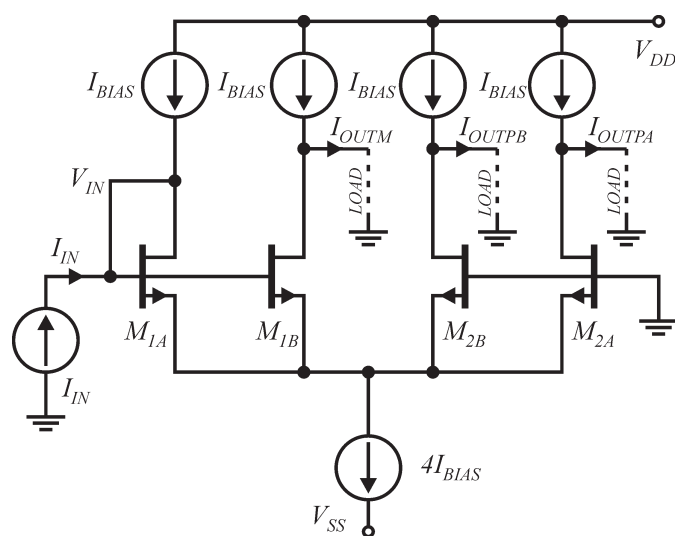 V_DD
I_BIAS I_BIAS I_BIAS I_BIAS
I_OUTM I_OUTPB I_OUTPA
V_IN
LOAD LOAD LOAD
I_IN
M_1A M_1B M_2B M_2A
I_IN
4I_BIAS
V_SS